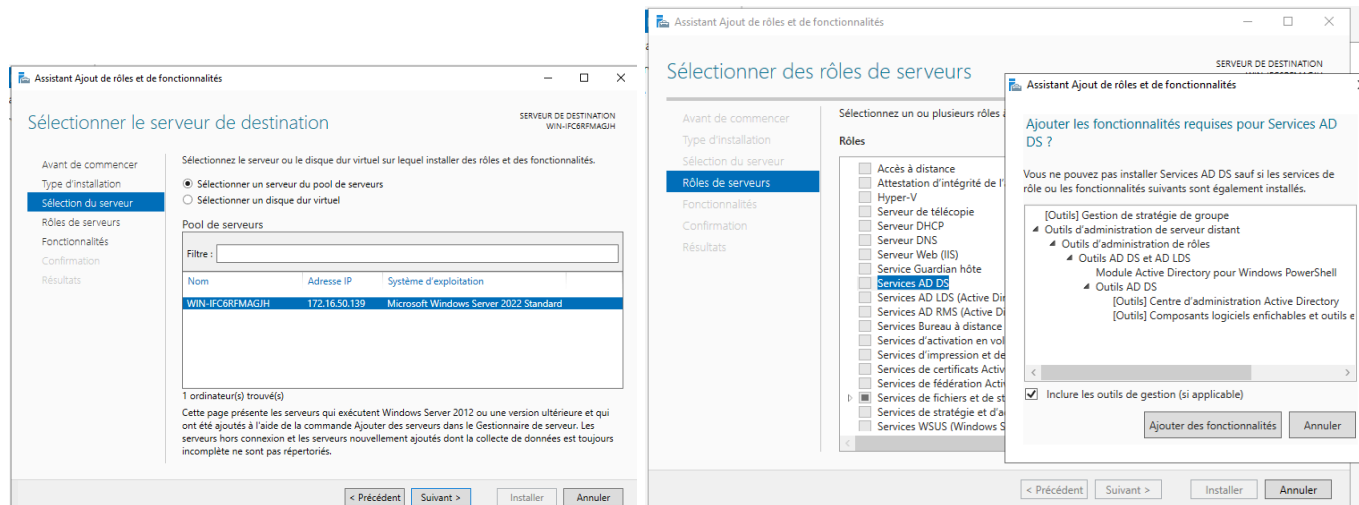 Assistant Ajout de rôles et de fonctionnalités
Sélectionner le serveur de destination
SERVEUR DE DESTINATION
WIN-IFC6RFMAGJH
Avant de commencer
Type d'installation
Sélection du serveur
Rôles de serveurs
Fonctionnalités
Confirmation
Résultats
Sélectionnez le serveur ou le disque dur virtuel sur lequel installer des rôles et des fonctionnalités.
Sélectionner un serveur du pool de serveurs
Sélectionner un disque dur virtuel
Pool de serveurs
Filtre :
Nom Adresse IP Système d'exploitation
WIN-IFC6RFMAGJH 172.16.50.139 Microsoft Windows Server 2022 Standard
1 ordinateur(s) trouvé(s)
Cette page présente les serveurs qui exécutent Windows Server 2012 ou une version ultérieure et qui
ont été ajoutés à l'aide de la commande Ajouter des serveurs dans le Gestionnaire de serveur. Les
serveurs hors connexion et les serveurs nouvellement ajoutés dont la collecte de données est toujours
incomplète ne sont pas répertoriés.
< Précédent Suivant > Installer Annuler
Assistant Ajout de rôles et de fonctionnalités
Sélectionner des rôles de serveurs
SERVEUR DE DESTINATION
Avant de commencer
Type d'installation
Sélection du serveur
Rôles de serveurs
Fonctionnalités
Confirmation
Résultats
Sélectionnez un ou plusieurs rôles
Rôles
Accès à distance
Attestation d'intégrité de l'
Hyper-V
Serveur de télécopie
Serveur DHCP
Serveur DNS
Serveur Web (IIS)
Service Guardian hôte
Services AD DS
Services AD LDS (Active Dir
Services AD RMS (Active Di
Services Bureau à distance
Services d'activation en vol
Services d'impression et de
Services de certificats Activ
Services de fédération Activ
Services de fichiers et de st
Services de stratégie et d'a
Services WSUS (Windows S
< Précédent Suivant > Installer Annuler
Assistant Ajout de rôles et de fonctionnalités
Ajouter les fonctionnalités requises pour Services AD
DS ?
Vous ne pouvez pas installer Services AD DS sauf si les services de
rôle ou les fonctionnalités suivants sont également installés.
[Outils] Gestion de stratégie de groupe
Outils d'administration de serveur distant
Outils d'administration de rôles
Outils AD DS et AD LDS
Module Active Directory pour Windows PowerShell
Outils AD DS
[Outils] Centre d'administration Active Directory
[Outils] Composants logiciels enfichables et outils e
Inclure les outils de gestion (si applicable)
Ajouter des fonctionnalités Annuler